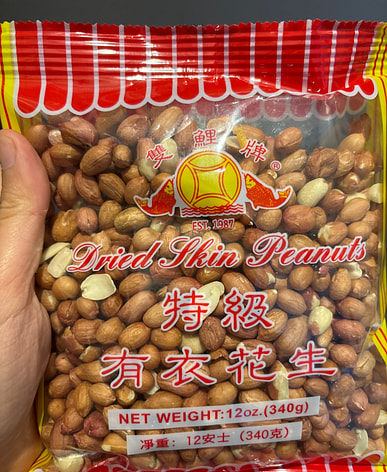 雙鯉牌®
EST. 1987
Dried Skin Peanuts
特級
有衣花生
NET WEIGHT:12oz.(340g)
淨重：12安士（340克）